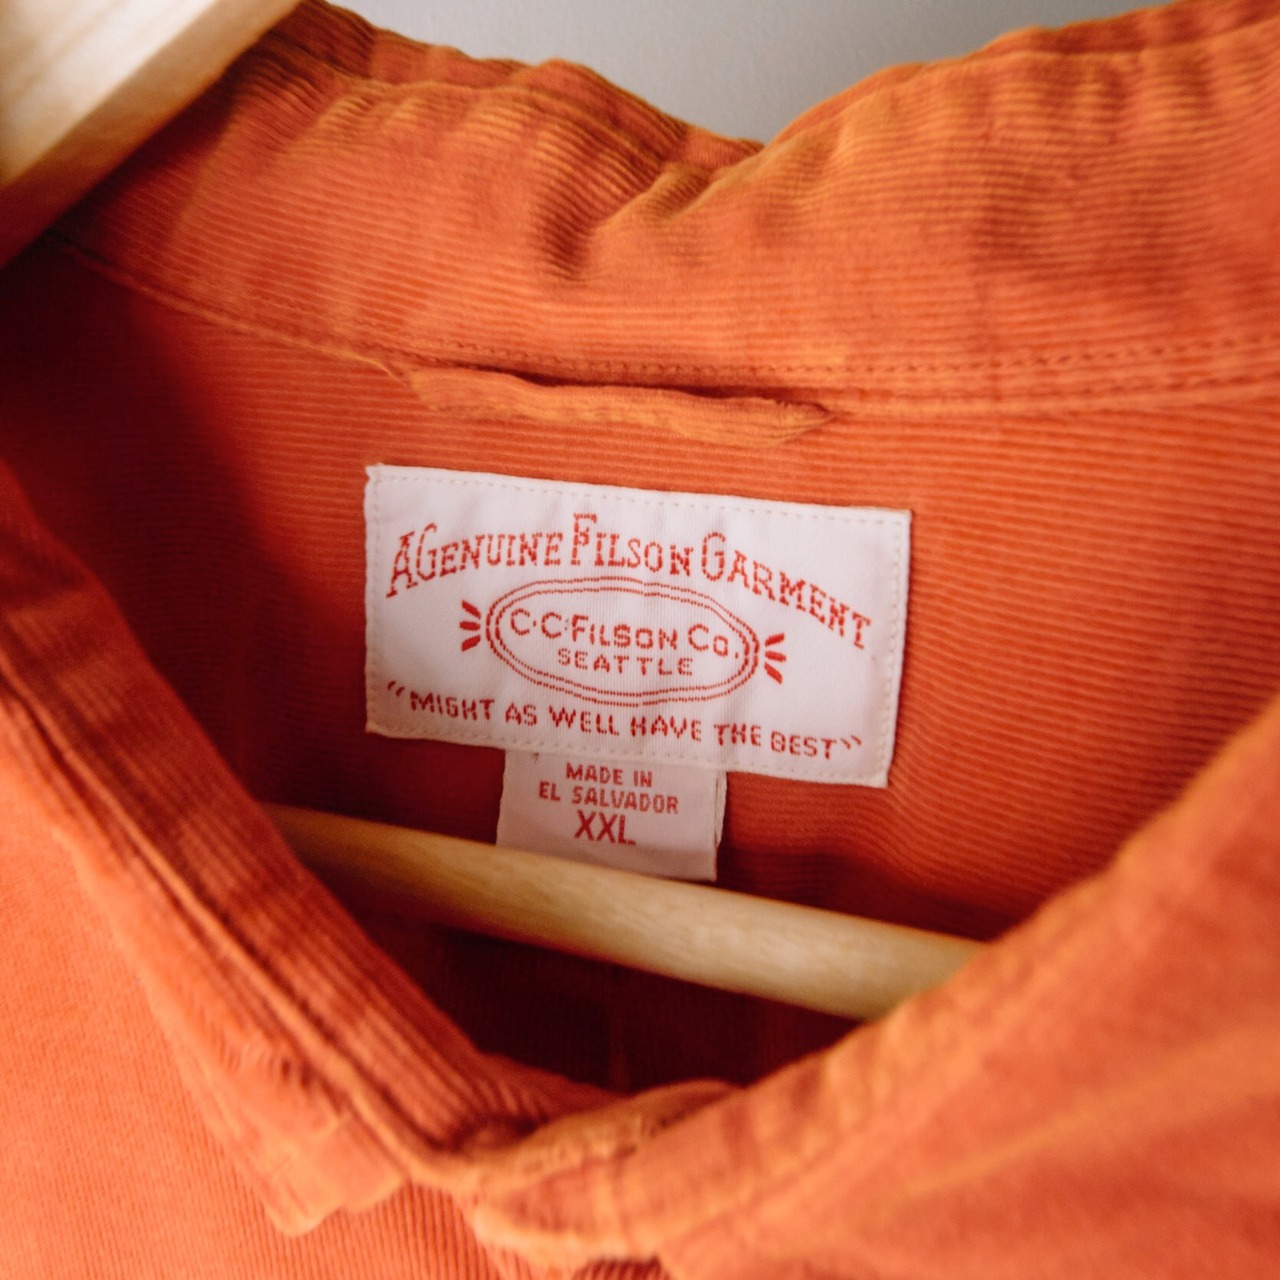 A GENUINE FILSON GARMENT
C·C·FILSON CO.
SEATTLE
“MIGHT AS WELL HAVE THE BEST”
MADE IN
EL SALVADOR
XXL